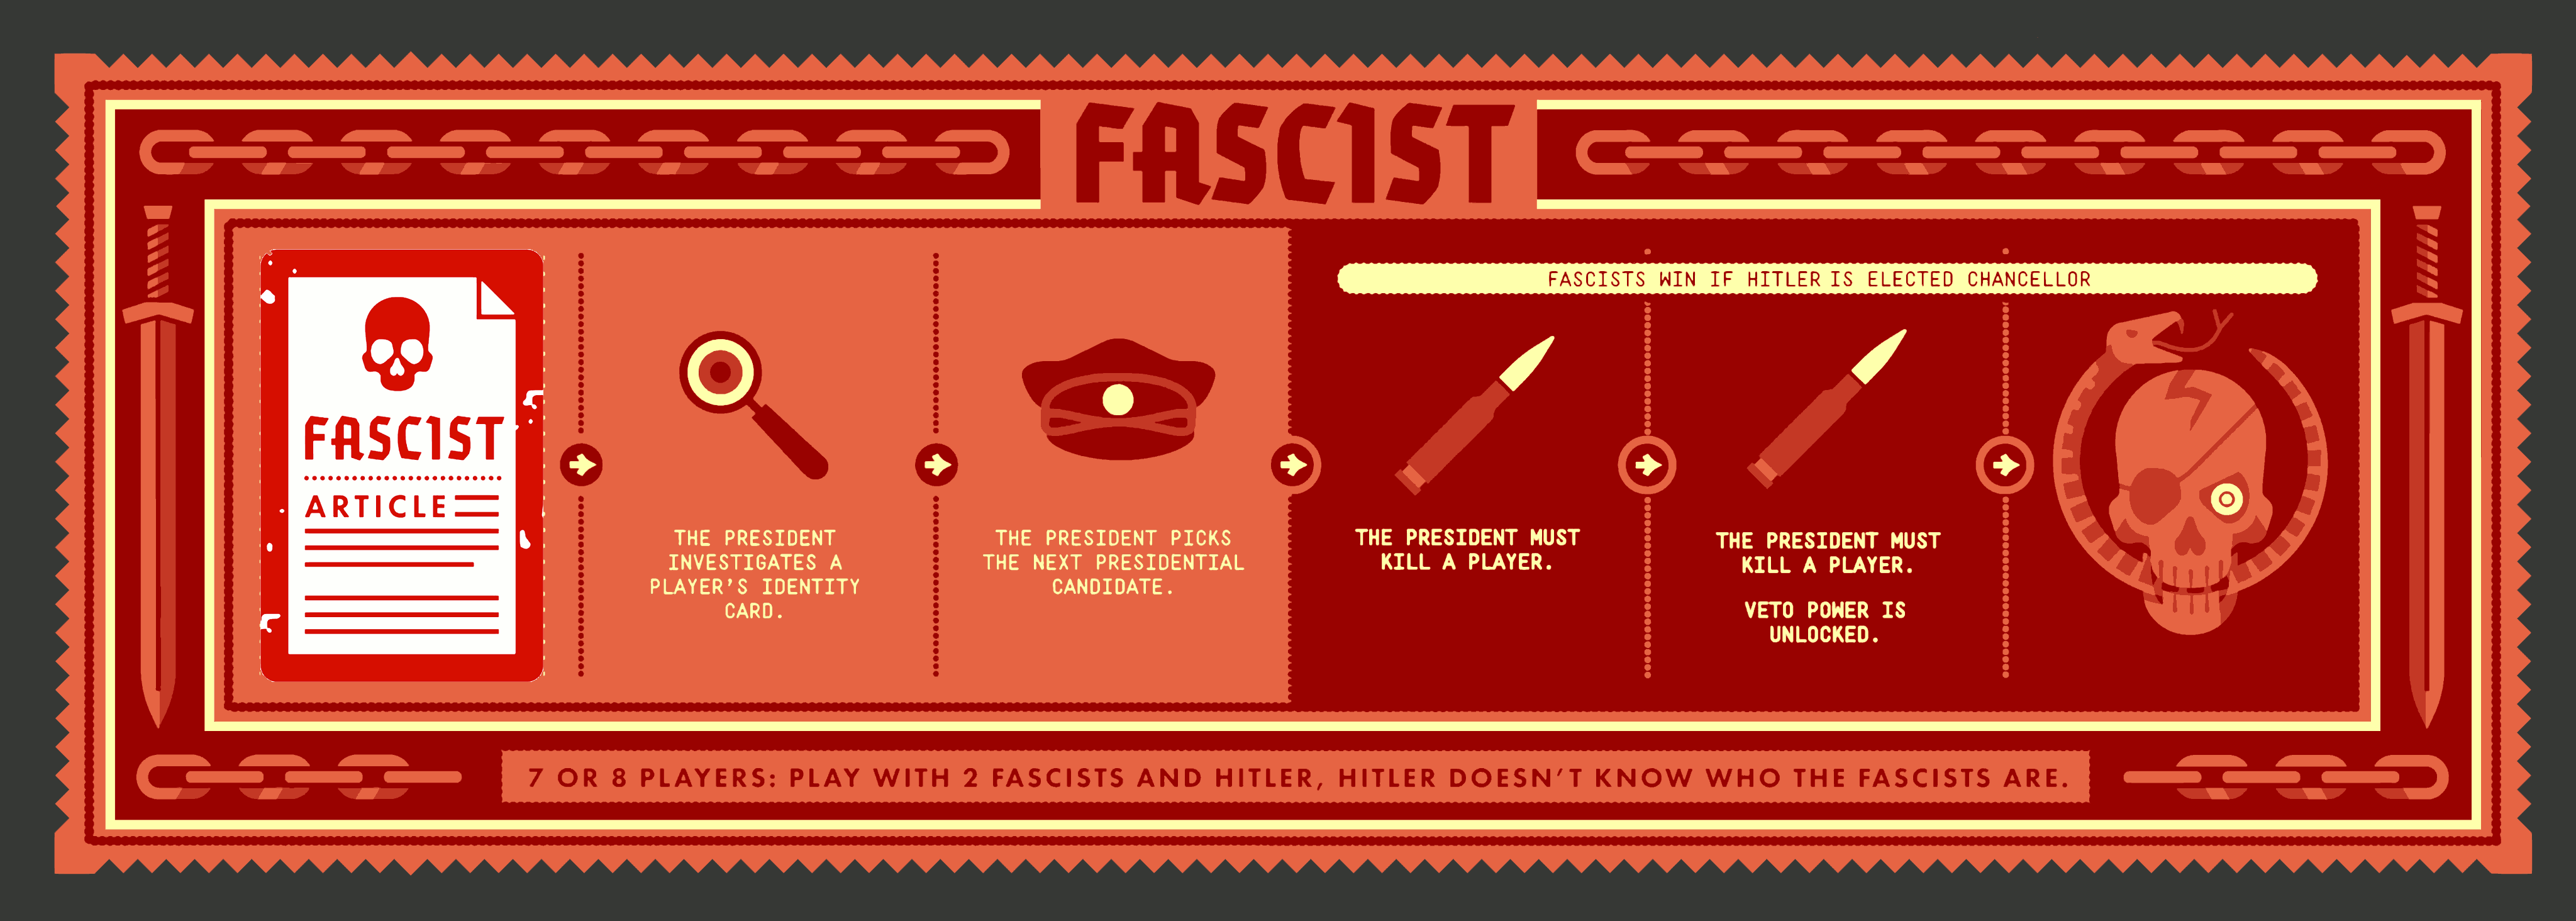 FASCIST
FASCISTS WIN IF HITLER IS ELECTED CHANCELLOR
FASCIST
ARTICLE
THE PRESIDENT
INVESTIGATES A
PLAYER'S IDENTITY
CARD.
THE PRESIDENT PICKS
THE NEXT PRESIDENTIAL
CANDIDATE.
THE PRESIDENT MUST
KILL A PLAYER.
THE PRESIDENT MUST
KILL A PLAYER.
VETO POWER IS
UNLOCKED.
7 OR 8 PLAYERS: PLAY WITH 2 FASCISTS AND HITLER, HITLER DOESN'T KNOW WHO THE FASCISTS ARE.